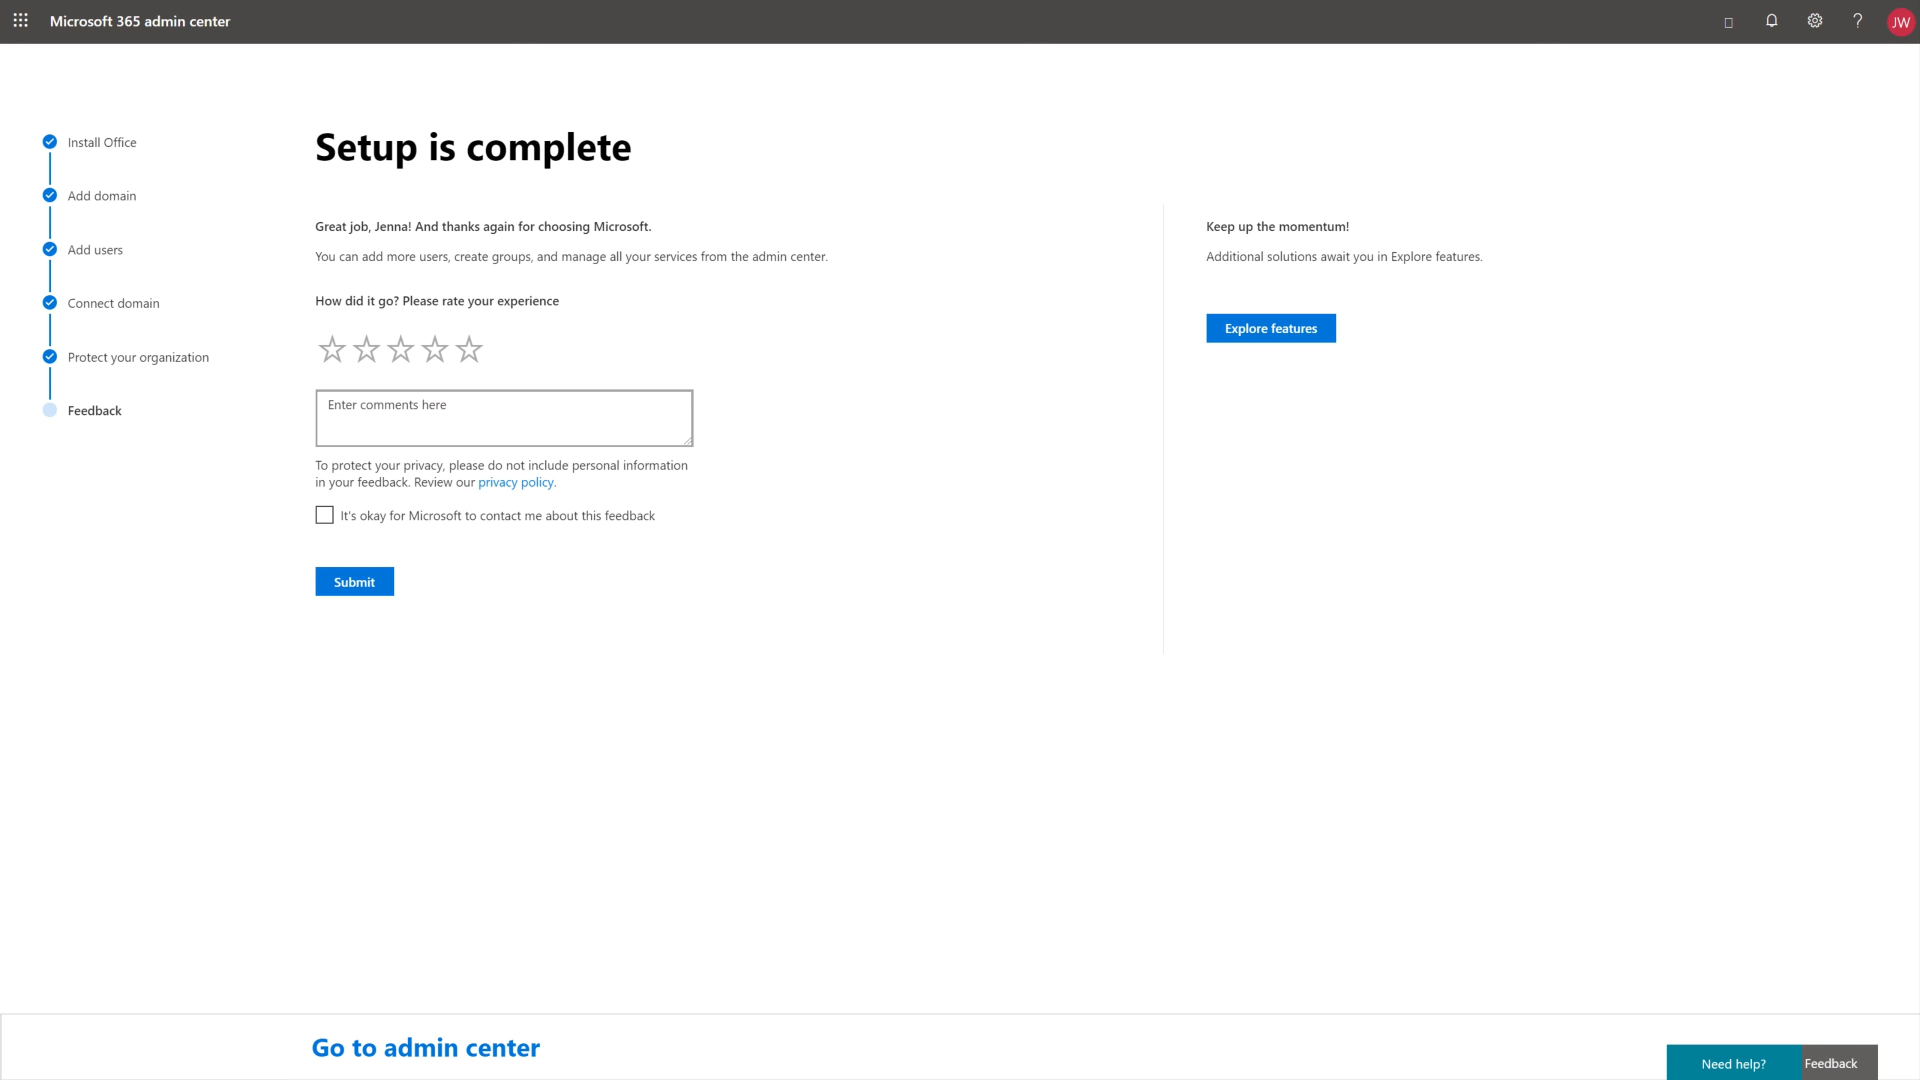 Microsoft 365 admin center
?
JW
Install Office
Add domain
Add users
Connect domain
Protect your organization
Feedback
Setup is complete
Great job, Jenna! And thanks again for choosing Microsoft.
You can add more users, create groups, and manage all your services from the admin center.
How did it go? Please rate your experience
Enter comments here
To protect your privacy, please do not include personal information
in your feedback. Review our privacy policy.
It's okay for Microsoft to contact me about this feedback
Submit
Keep up the momentum!
Additional solutions await you in Explore features.
Explore features
Go to admin center
Need help?
Feedback